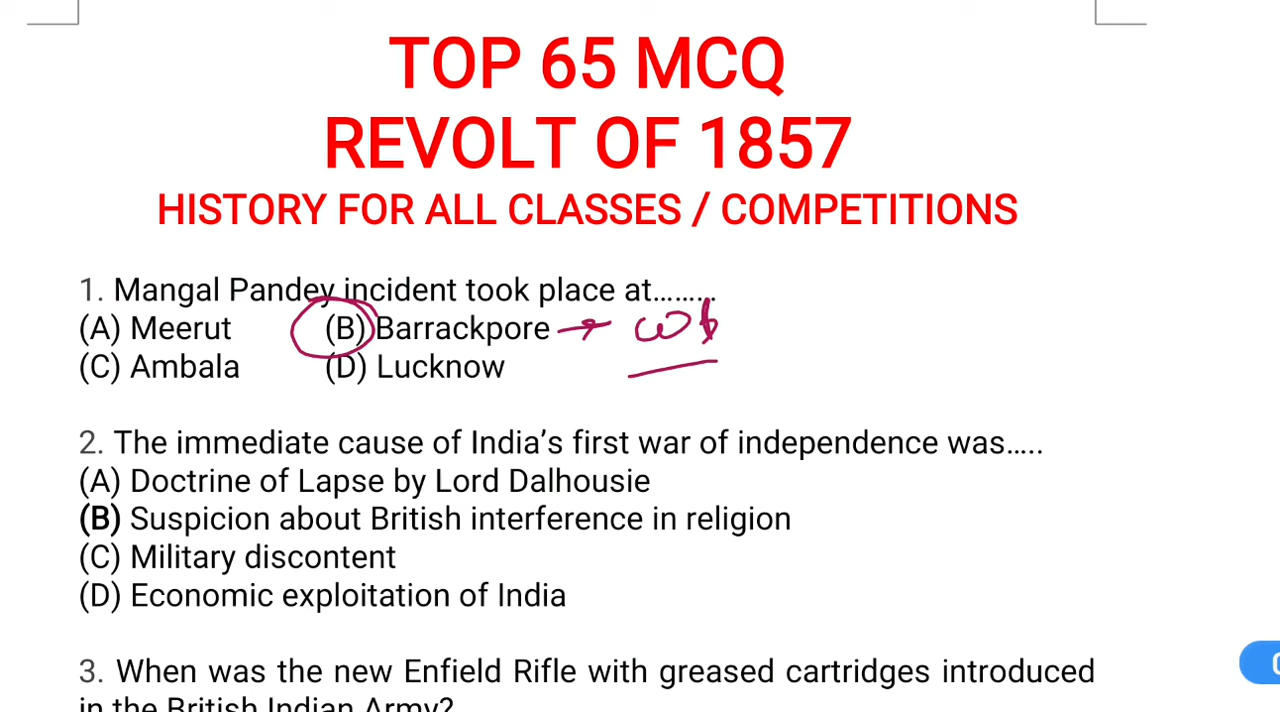 TOP 65 MCQ
REVOLT OF 1857
HISTORY FOR ALL CLASSES / COMPETITIONS
1. Mangal Pandey incident took place at………
(A) Meerut (B) Barrackpore → WB
(C) Ambala (D) Lucknow
2. The immediate cause of India’s first war of independence was…..
(A) Doctrine of Lapse by Lord Dalhousie
(B) Suspicion about British interference in religion
(C) Military discontent
(D) Economic exploitation of India
3. When was the new Enfield Rifle with greased cartridges introduced
in the British Indian Army?